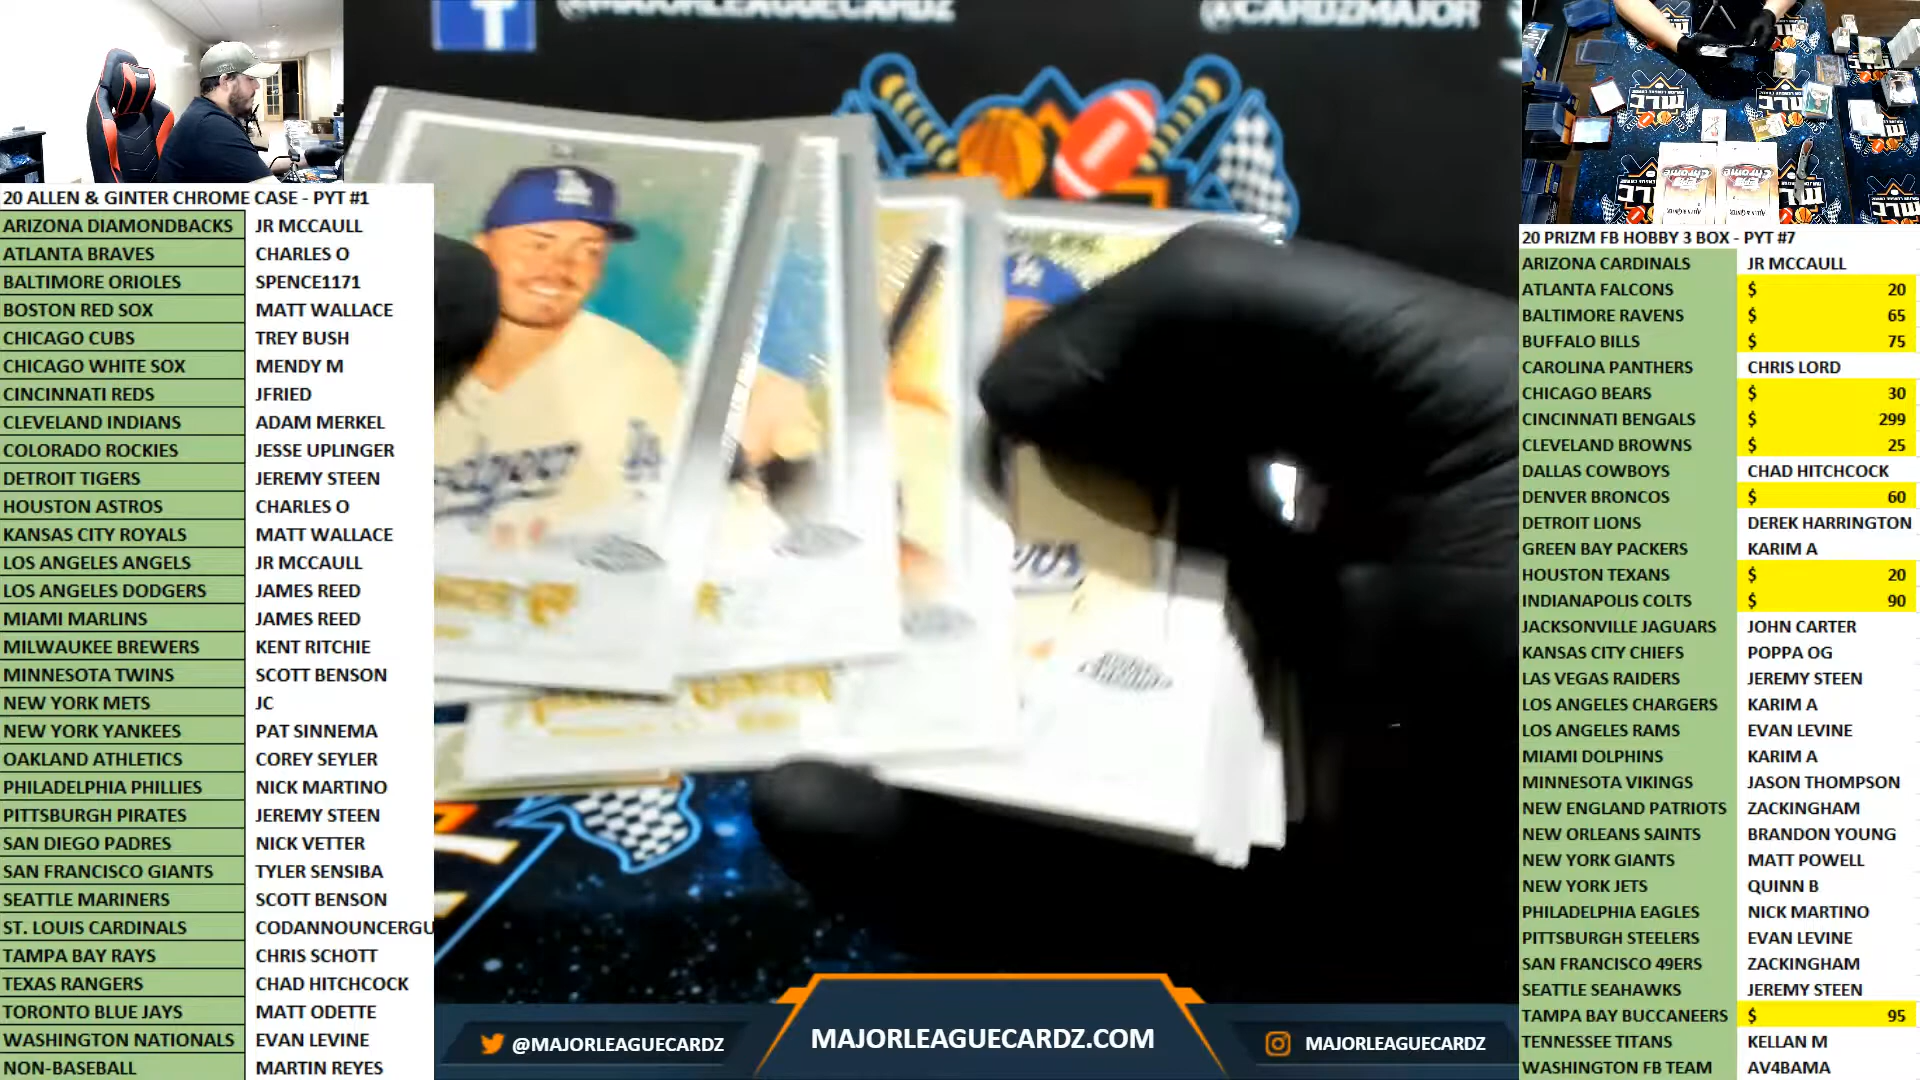 @MAJORLEAGUECARDZ
@CARDZMAJOR
20 ALLEN & GINTER CHROME CASE - PYT #1
ARIZONA DIAMONDBACKS JR MCCAULL
ATLANTA BRAVES CHARLES O
BALTIMORE ORIOLES SPENCE1171
BOSTON RED SOX MATT WALLACE
CHICAGO CUBS TREY BUSH
CHICAGO WHITE SOX MENDY M
CINCINNATI REDS JFRIED
CLEVELAND INDIANS ADAM MERKEL
COLORADO ROCKIES JESSE UPLINGER
DETROIT TIGERS JEREMY STEEN
HOUSTON ASTROS CHARLES O
KANSAS CITY ROYALS MATT WALLACE
LOS ANGELES ANGELS JR MCCAULL
LOS ANGELES DODGERS JAMES REED
MIAMI MARLINS JAMES REED
MILWAUKEE BREWERS KENT RITCHIE
MINNESOTA TWINS SCOTT BENSON
NEW YORK METS JC
NEW YORK YANKEES PAT SINNEMA
OAKLAND ATHLETICS COREY SEYLER
PHILADELPHIA PHILLIES NICK MARTINO
PITTSBURGH PIRATES JEREMY STEEN
SAN DIEGO PADRES NICK VETTER
SAN FRANCISCO GIANTS TYLER SENSIBA
SEATTLE MARINERS SCOTT BENSON
ST. LOUIS CARDINALS CODANNOUNCERGU
TAMPA BAY RAYS CHRIS SCHOTT
TEXAS RANGERS CHAD HITCHCOCK
TORONTO BLUE JAYS MATT ODETTE
WASHINGTON NATIONALS EVAN LEVINE
NON-BASEBALL MARTIN REYES
20 PRIZM FB HOBBY 3 BOX - PYT #7
ARIZONA CARDINALS JR MCCAULL
ATLANTA FALCONS $ 20
BALTIMORE RAVENS $ 65
BUFFALO BILLS $ 75
CAROLINA PANTHERS CHRIS LORD
CHICAGO BEARS $ 30
CINCINNATI BENGALS $ 299
CLEVELAND BROWNS $ 25
DALLAS COWBOYS CHAD HITCHCOCK
DENVER BRONCOS $ 60
DETROIT LIONS DEREK HARRINGTON
GREEN BAY PACKERS KARIM A
HOUSTON TEXANS $ 20
INDIANAPOLIS COLTS $ 90
JACKSONVILLE JAGUARS JOHN CARTER
KANSAS CITY CHIEFS POPPA OG
LAS VEGAS RAIDERS JEREMY STEEN
LOS ANGELES CHARGERS KARIM A
LOS ANGELES RAMS EVAN LEVINE
MIAMI DOLPHINS KARIM A
MINNESOTA VIKINGS JASON THOMPSON
NEW ENGLAND PATRIOTS ZACKINGHAM
NEW ORLEANS SAINTS BRANDON YOUNG
NEW YORK GIANTS MATT POWELL
NEW YORK JETS QUINN B
PHILADELPHIA EAGLES NICK MARTINO
PITTSBURGH STEELERS EVAN LEVINE
SAN FRANCISCO 49ERS ZACKINGHAM
SEATTLE SEAHAWKS JEREMY STEEN
TAMPA BAY BUCCANEERS $ 95
TENNESSEE TITANS KELLAN M
WASHINGTON FB TEAM AV4BAMA
@MAJORLEAGUECARDZ
MAJORLEAGUECARDZ.COM
MAJORLEAGUECARDZ